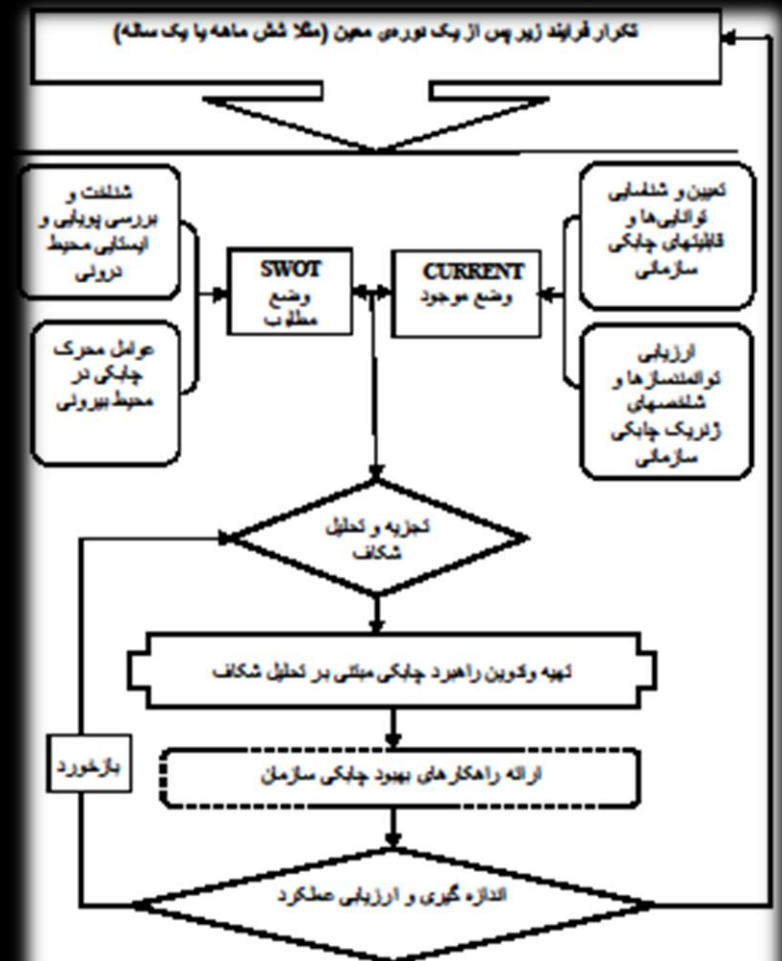 تکرار فرایند زیر پس از یک دوره‌ی معین (مثلا شش ماهه یا یک ساله)
تعیین و شناسایی
توانایی‌ها و
قابلیتهای چابکی
سازمانی
ارزیابی
توانمندسازها و
شاخصهای
ژنریک چابکی
سازمانی
CURRENT
وضع موجود
SWOT
وضع
مطلوب
شناخت و
بررسی پویایی و
ایستایی محیط
درونی
عوامل محرک
چابکی در
محیط بیرونی
تجزیه و تحلیل
شکاف
تهیه وتدوین راهبرد چابکی مبتنی بر تحلیل شکاف
ارائه راهکارهای بهبود چابکی سازمان
بازخورد
اندازه گیری و ارزیابی عملکرد